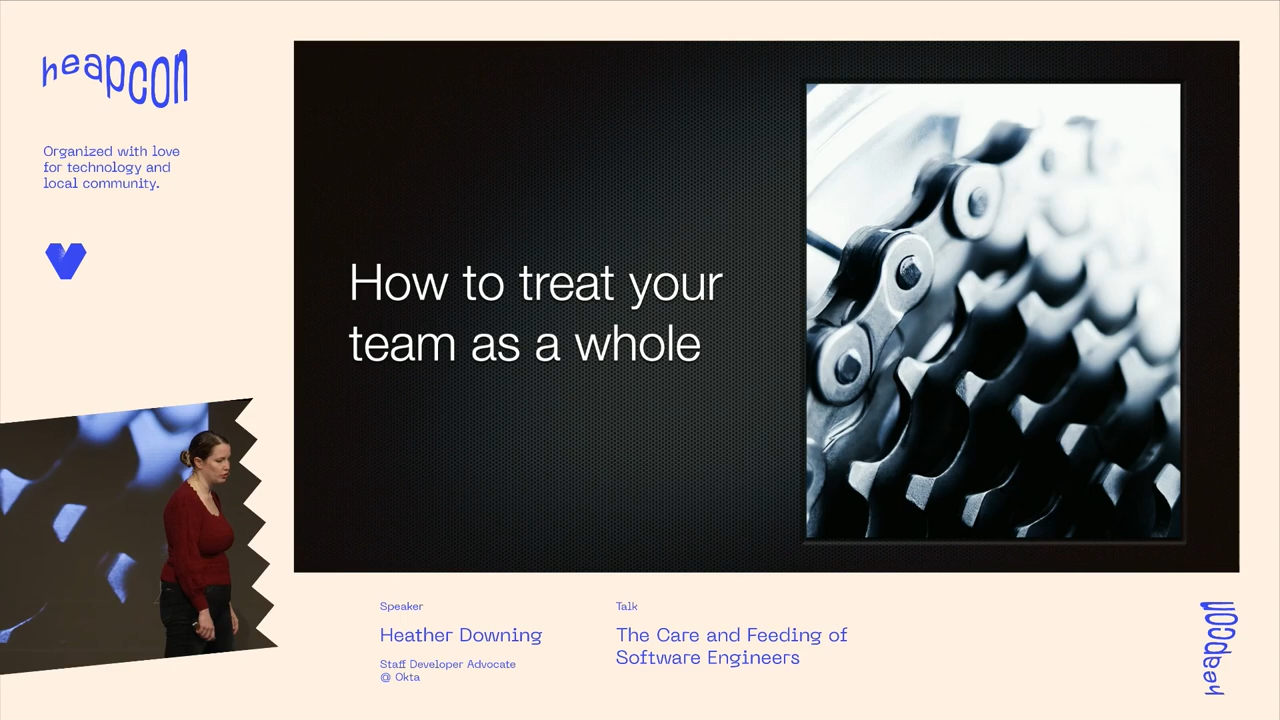 heapcon
Organized with love
for technology and
local community.
How to treat your
team as a whole
Speaker
Heather Downing
Staff Developer Advocate
@ Okta
Talk
The Care and Feeding of
Software Engineers
heapcon